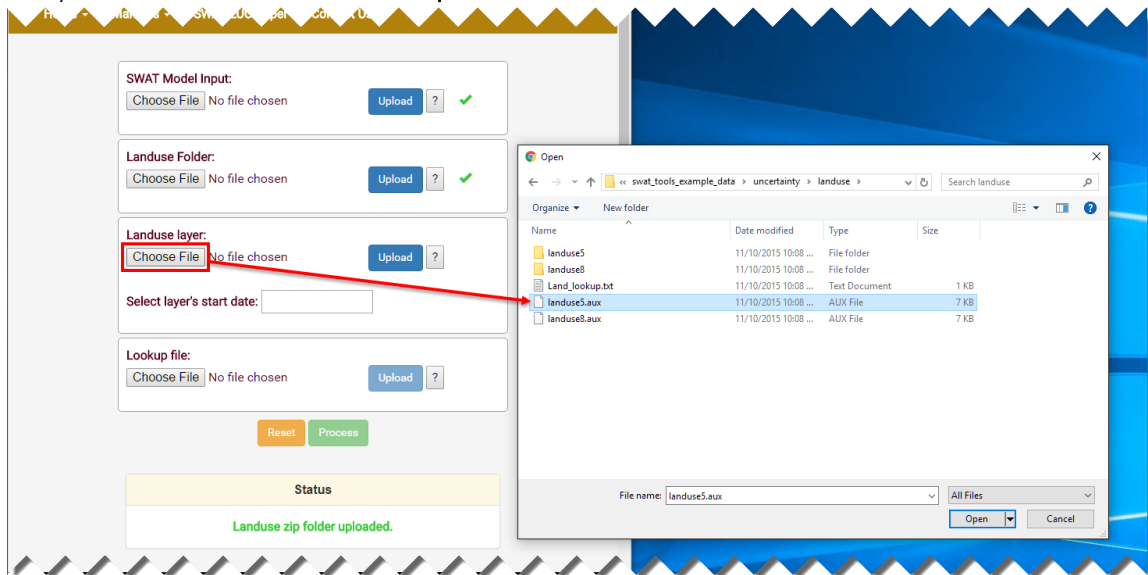 SWAT Model Input:
Choose File No file chosen Upload ?
Landuse Folder:
Choose File No file chosen Upload ?
Landuse layer:
Choose File No file chosen Upload ?
Select layer's start date:
Lookup file:
Choose File No file chosen Upload ?
Reset Process
Status
Landuse zip folder uploaded.
Open
« swat_tools_example_data › uncertainty › landuse ›
Search landuse
Organize New folder
Name Date modified Type Size
landuse5 11/10/2015 10:08 ... File folder
landuse8 11/10/2015 10:08 ... File folder
Land_lookup.txt 11/10/2015 10:08 ... Text Document 1 KB
landuse5.aux 11/10/2015 10:08 ... AUX File 7 KB
landuse8.aux 11/10/2015 10:08 ... AUX File 7 KB
File name: landuse5.aux All Files
Open Cancel